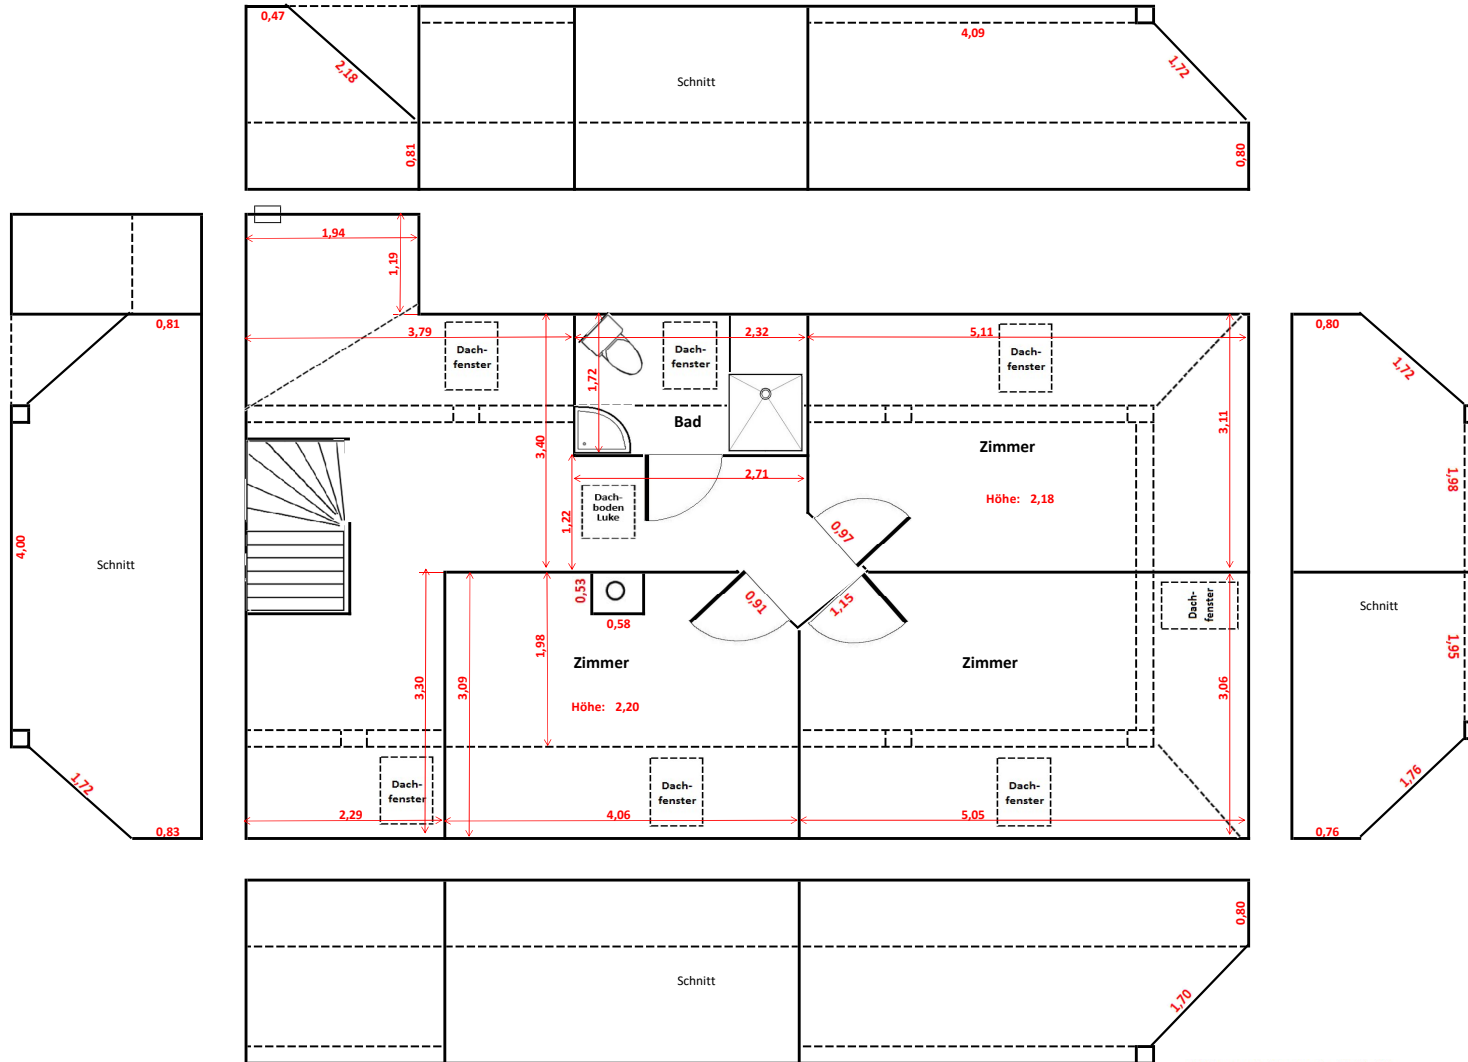 0,47
2,18
0,81
Schnitt
4,09
1,72
0,80
1,94
1,19
0,81
3,79
Dach-
fenster
2,32
Dach-
fenster
1,72
Bad
5,11
Dach-
fenster
3,11
0,80
1,72
3,40
Zimmer
Höhe: 2,18
2,71
Dach-
boden
Luke
1,22
0,97
1,98
4,00
Schnitt
0,53
0,58
0,91
1,15
Dach-
fenster
Schnitt
1,98
Zimmer
Höhe: 2,20
Zimmer
1,95
3,30
3,09
3,06
1,72
0,83
Dach-
fenster
Dach-
fenster
Dach-
fenster
2,29
4,06
5,05
1,76
0,76
0,80
Schnitt
1,70